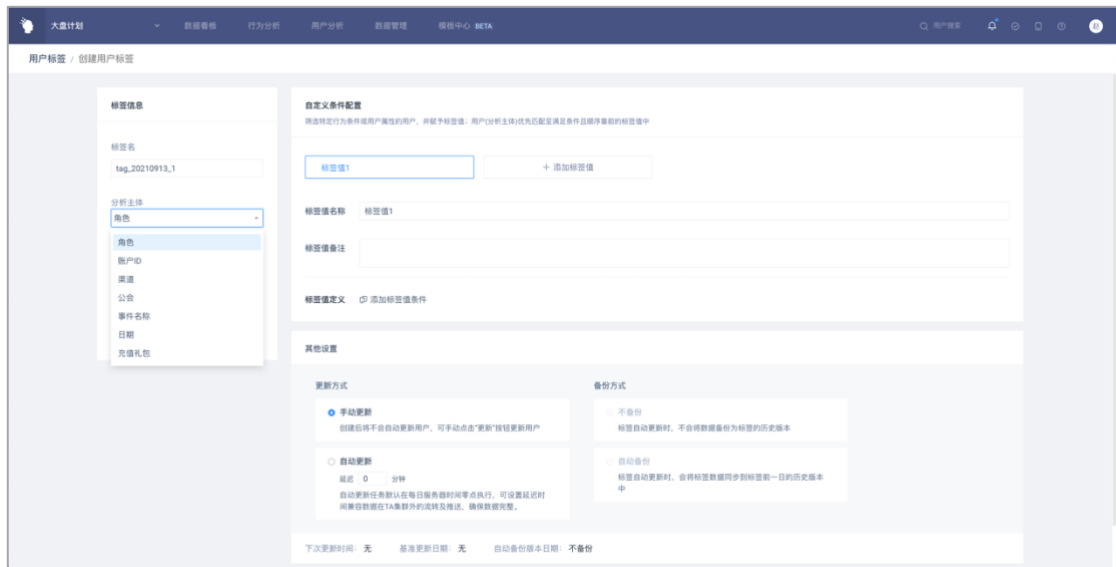 大盘计划 数据看板 行为分析 用户分析 数据管理 模板中心 BETA 用户搜索
用户标签 / 创建用户标签
标签信息
标签名
tag_20210913_1
分析主体
角色
角色
账户ID
渠道
公会
事件名称
日期
充值礼包
自定义条件配置
筛选特定行为条件或用户属性的用户，并赋予标签值；用户(分析主体)优先匹配至满足条件且顺序靠前的标签值中
标签值1 + 添加标签值
标签值名称 标签值1
标签值备注
标签值定义 添加标签值条件
其他设置
更新方式
手动更新
创建后将不会自动更新用户，可手动点击"更新"按钮更新用户
自动更新
延迟 0 分钟
自动更新任务默认在每日服务器时间零点执行，可设置延迟时
间兼容数据在TA集群外的流转及推送，确保数据完整。
备份方式
不备份
标签自动更新时，不会将数据备份为标签的历史版本
自动备份
标签自动更新时，会将标签数据同步到标签前一日的历史版本
中
下次更新时间：无 基准更新日期：无 自动备份版本日期：不备份